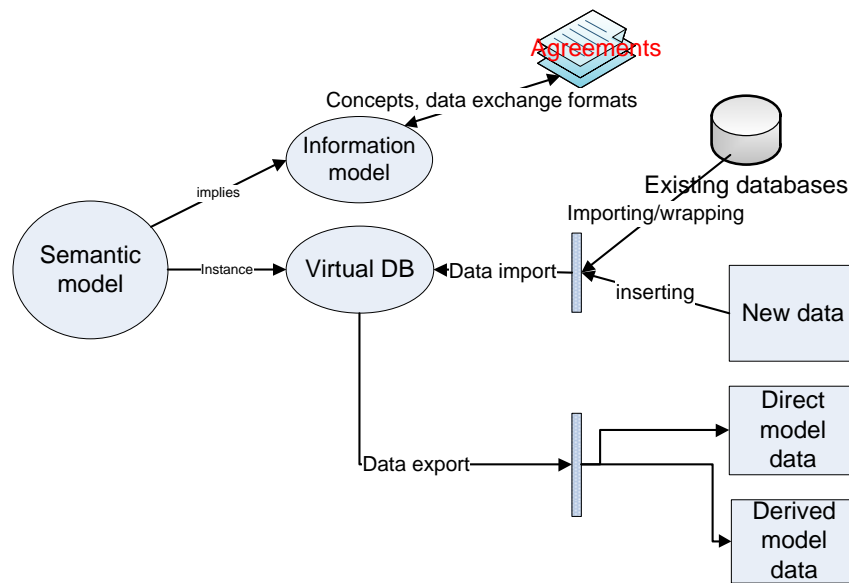 Agreements
Concepts, data exchange formats
Information
model
Existing databases
implies
Importing/wrapping
Semantic
model
Instance
Virtual DB
Data import
inserting
New data
Direct
model
data
Data export
Derived
model
data